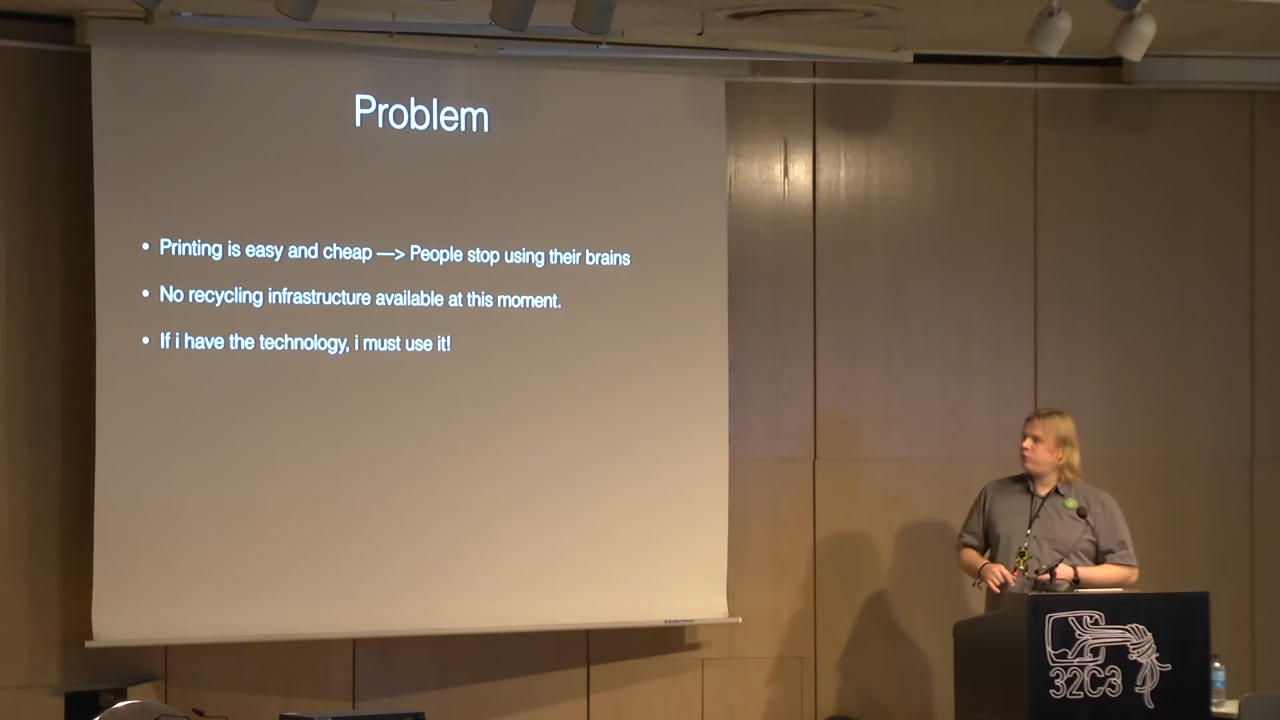 Problem
• Printing is easy and cheap —> People stop using their brains
• No recycling infrastructure available at this moment.
• If i have the technology, i must use it!
32C3